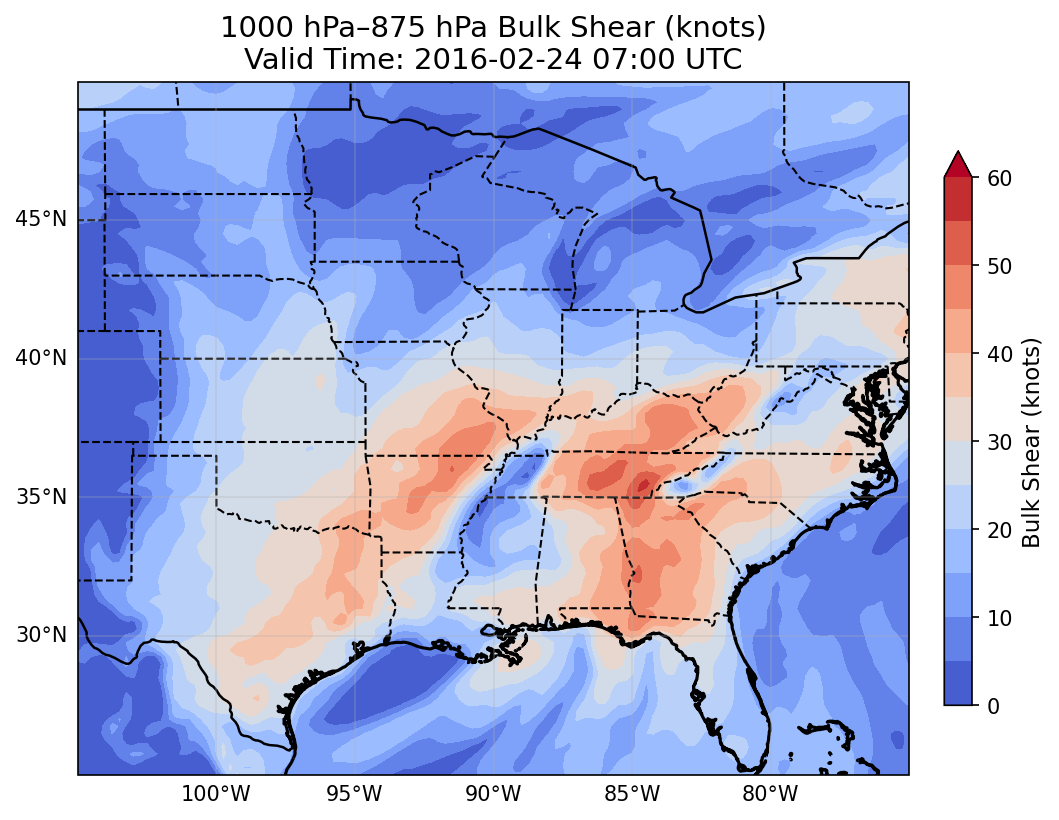 1000 hPa–875 hPa Bulk Shear (knots)
Valid Time: 2016-02-24 07:00 UTC
45°N
40°N
35°N
30°N
100°W
95°W
90°W
85°W
80°W
60
50
40
30
20
10
0
Bulk Shear (knots)